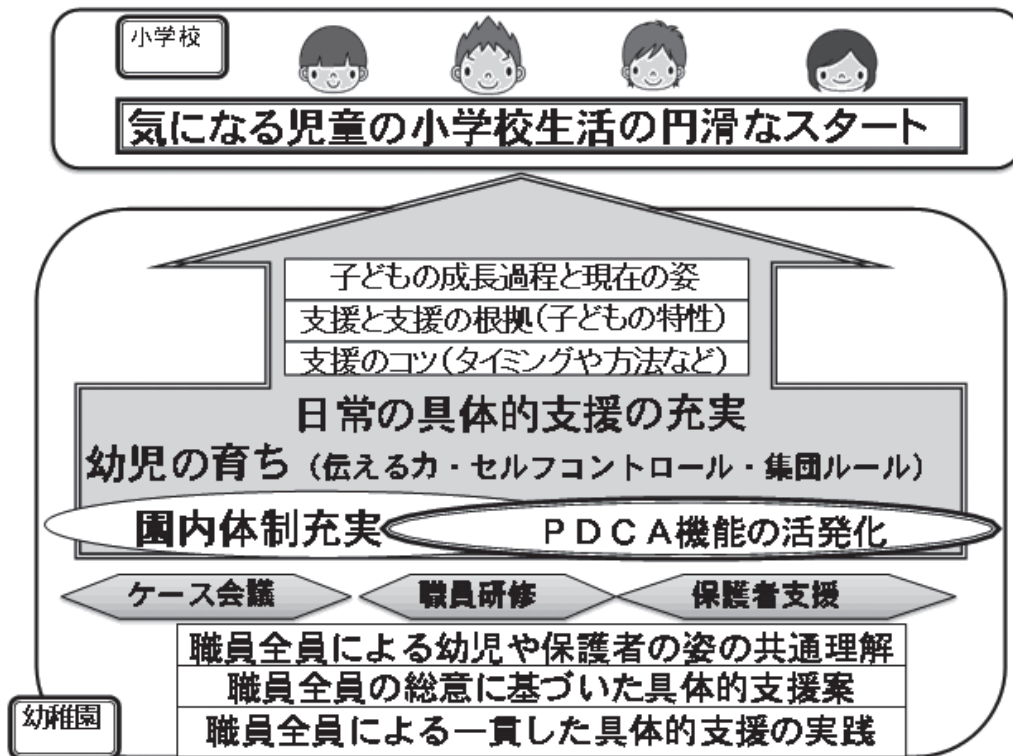 小学校
気になる児童の小学校生活の円滑なスタート
子どもの成長過程と現在の姿
支援と支援の根拠(子どもの特性)
支援のコツ(タイミングや方法など)
日常の具体的支援の充実
幼児の育ち(伝える力・セルフコントロール・集団ルール)
園内体制充実
PDCA機能の活発化
ケース会議
職員研修
保護者支援
職員全員による幼児や保護者の姿の共通理解
職員全員の総意に基づいた具体的支援案
職員全員による一貫した具体的支援の実践
幼稚園